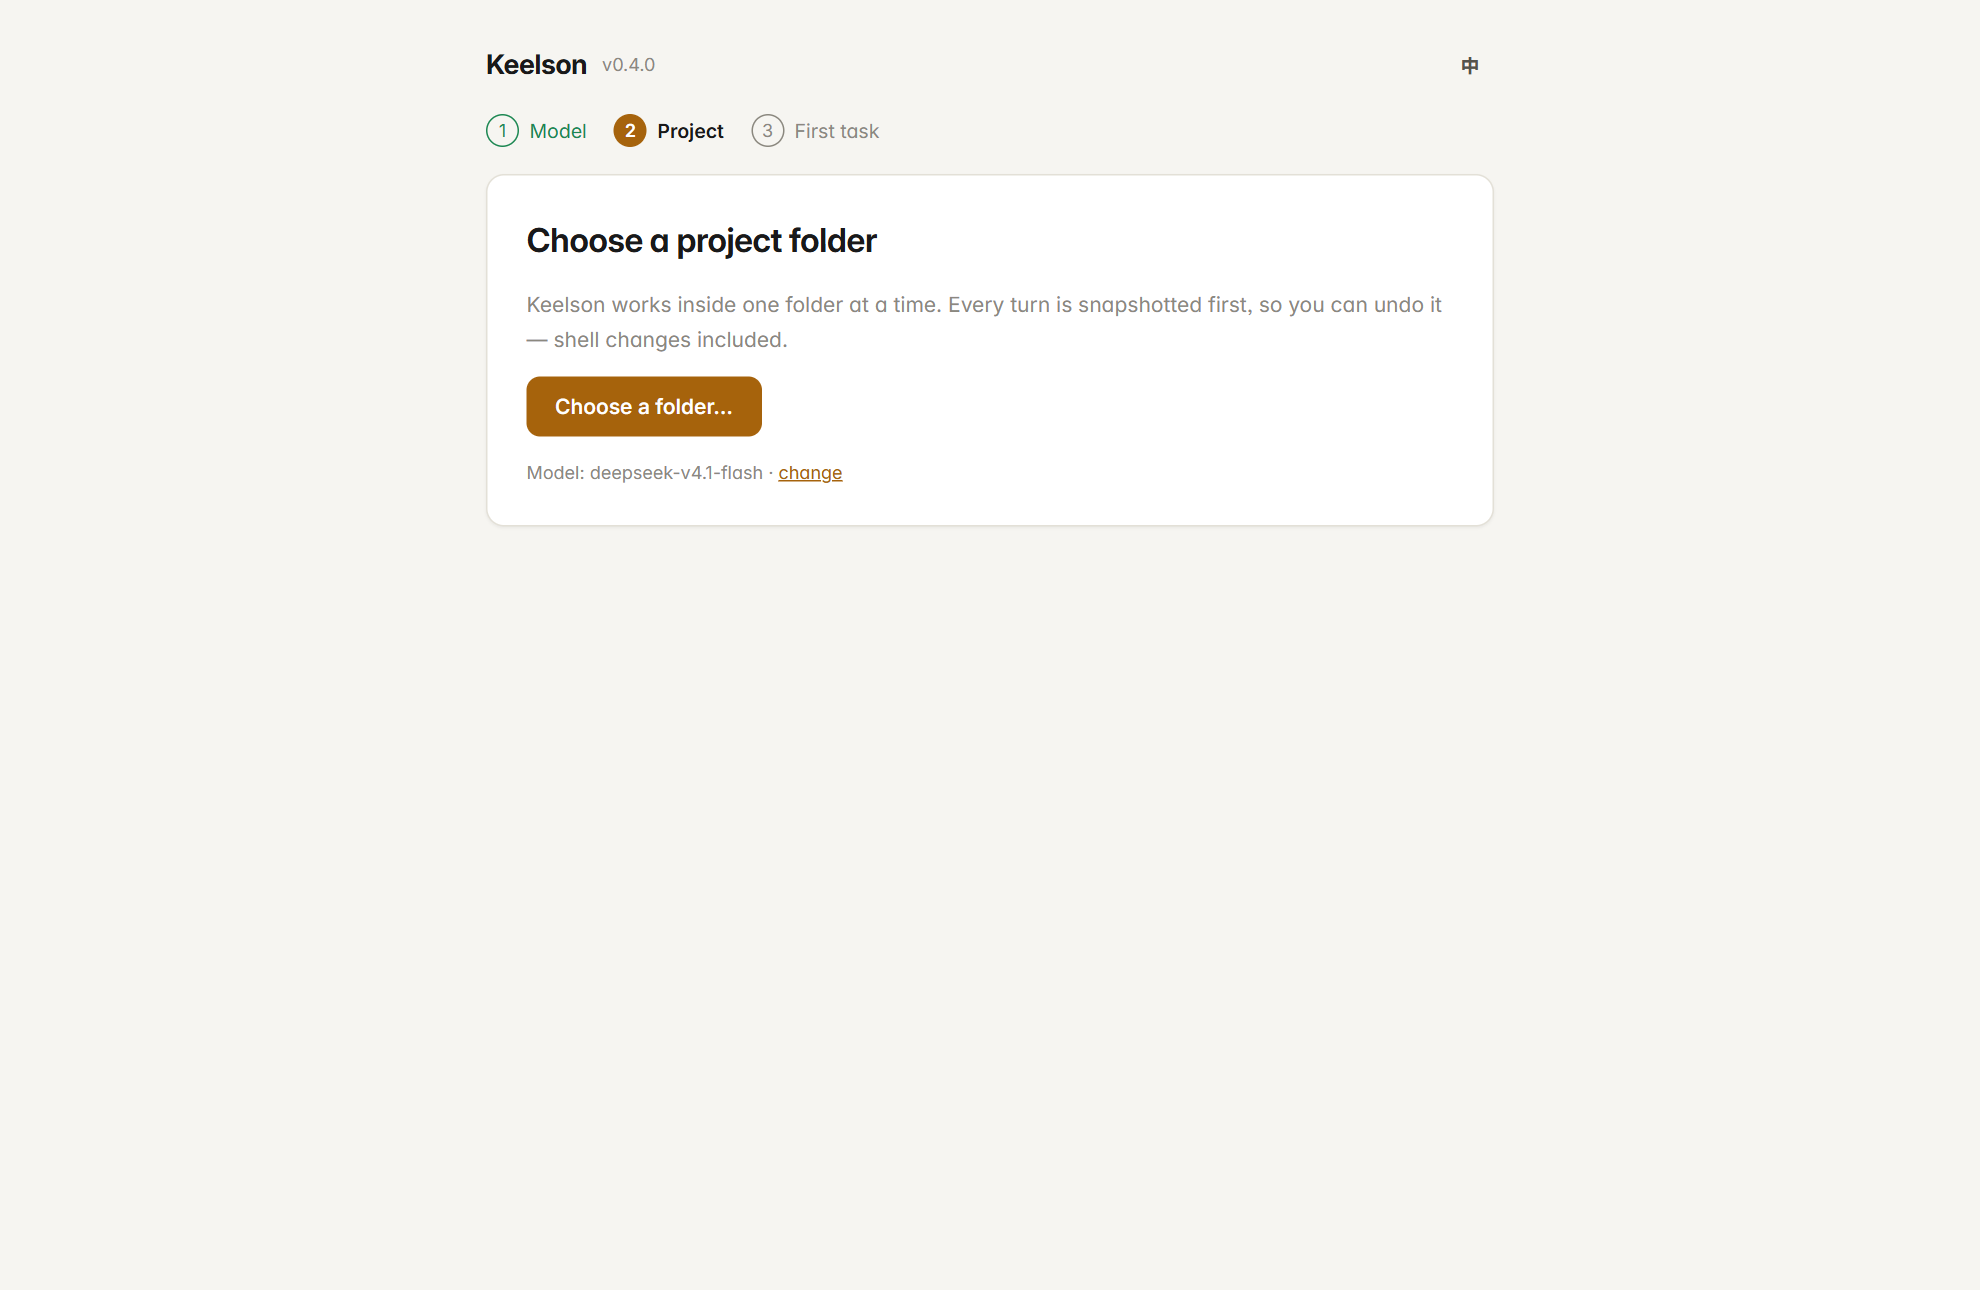 Keelson v0.4.0 中
1 Model 2 Project 3 First task
Choose a project folder
Keelson works inside one folder at a time. Every turn is snapshotted first, so you can undo it
— shell changes included.
Choose a folder...
Model: deepseek-v4.1-flash · change